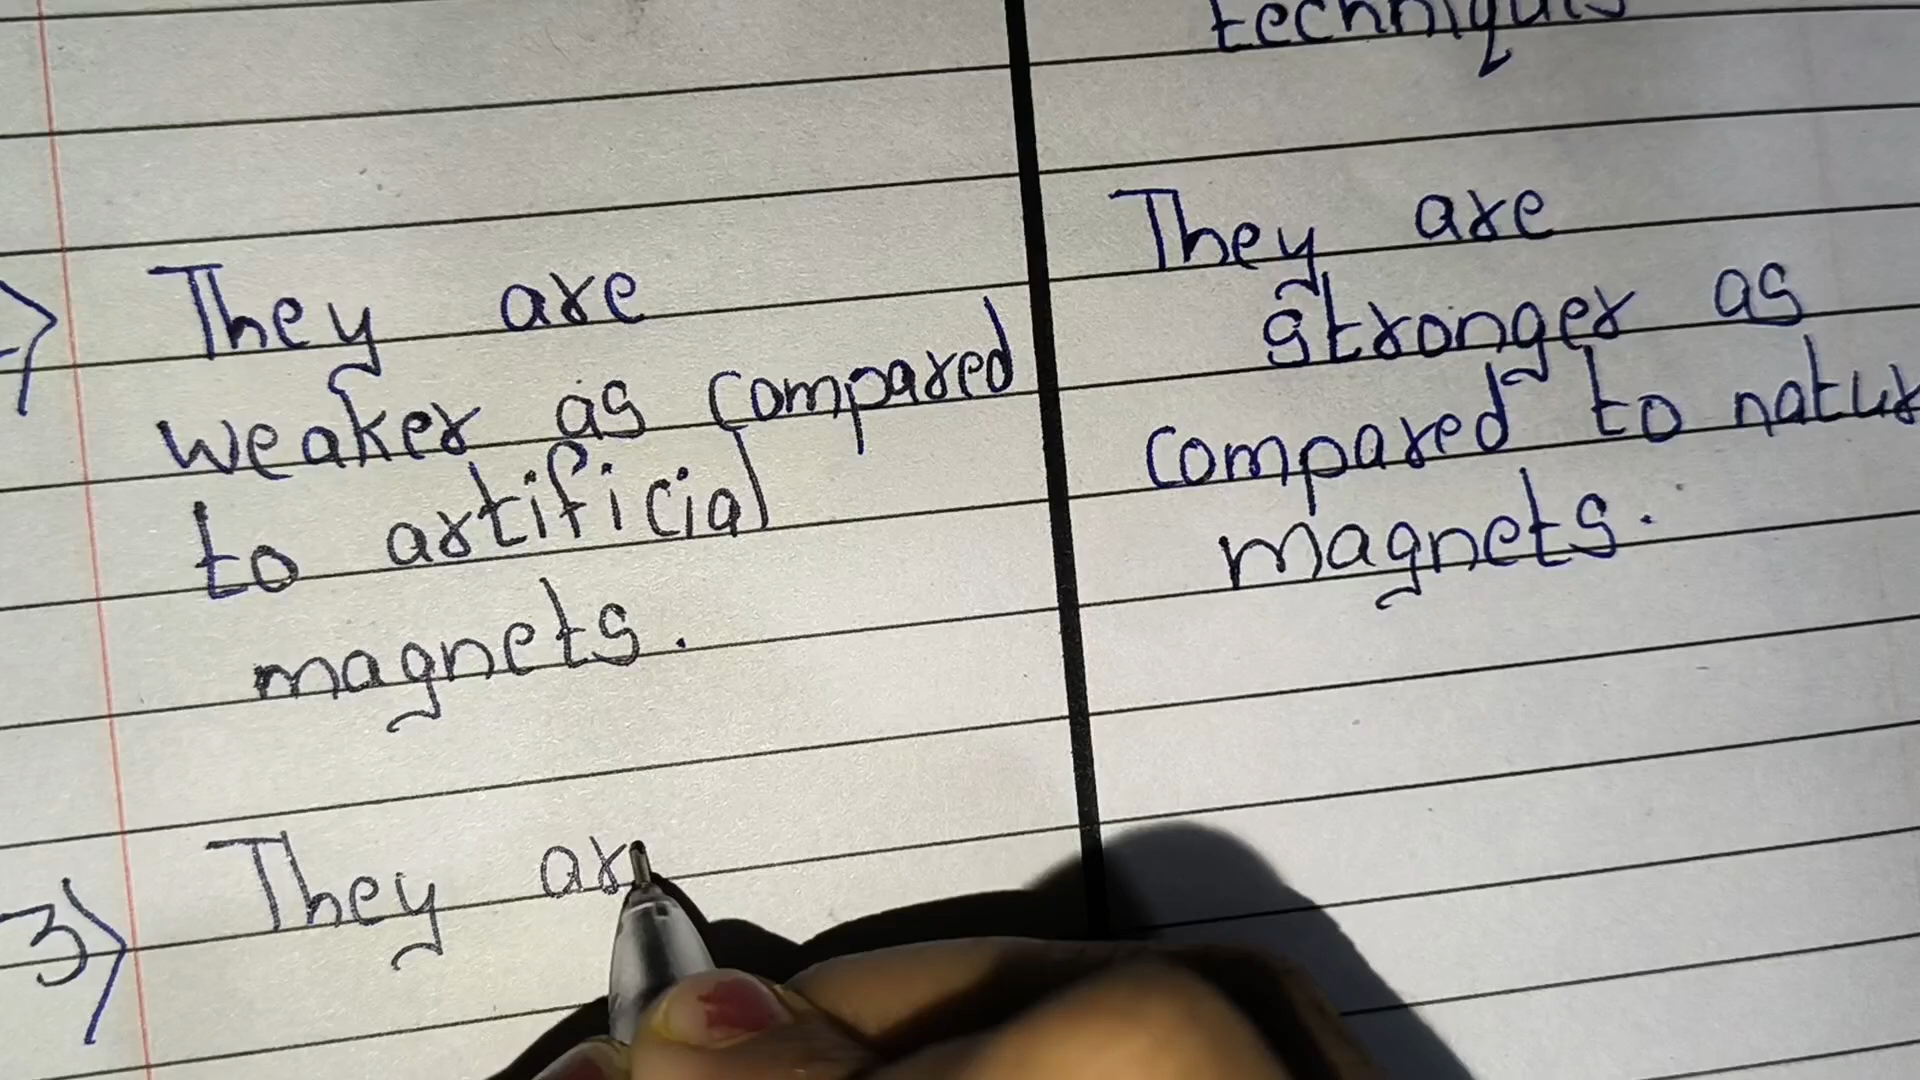 techniques
They are
weaker as compared
to artificial
magnets.
They are
stronger as
compared to natur
magnets.
3) They ar